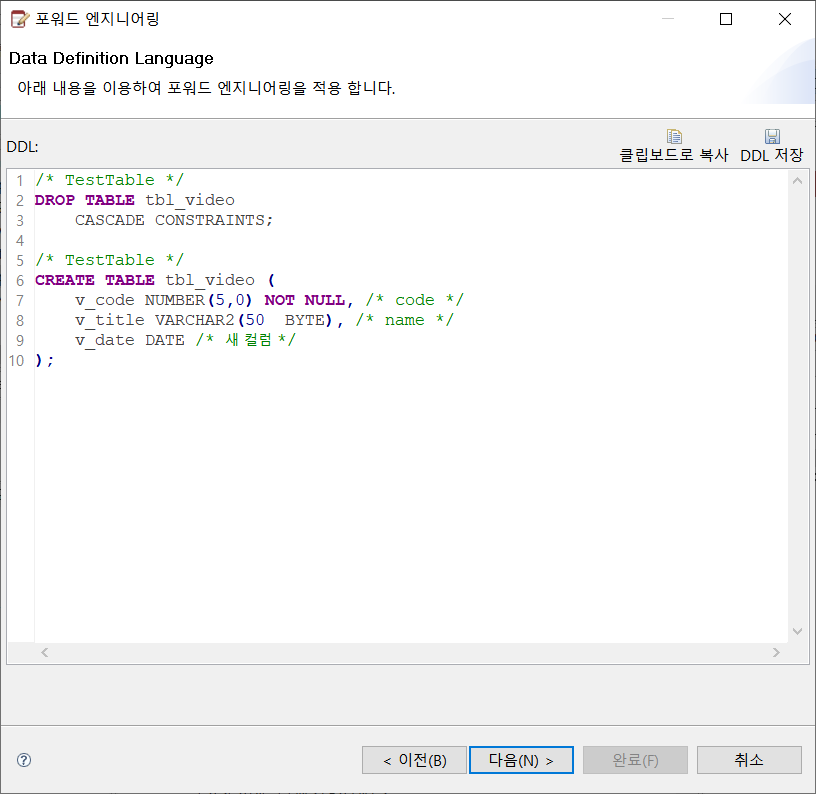 포워드 엔지니어링
Data Definition Language
아래 내용을 이용하여 포워드 엔지니어링을 적용 합니다.
DDL:
클립보드로 복사 DDL 저장
1 /* TestTable */
2 DROP TABLE tbl_video
3 CASCADE CONSTRAINTS;
4
5 /* TestTable */
6 CREATE TABLE tbl_video (
7 v_code NUMBER(5,0) NOT NULL, /* code */
8 v_title VARCHAR2(50  BYTE), /* name */
9 v_date DATE /* 새 컬럼 */
10 );
< 이전(B) 다음(N) > 완료(F) 취소